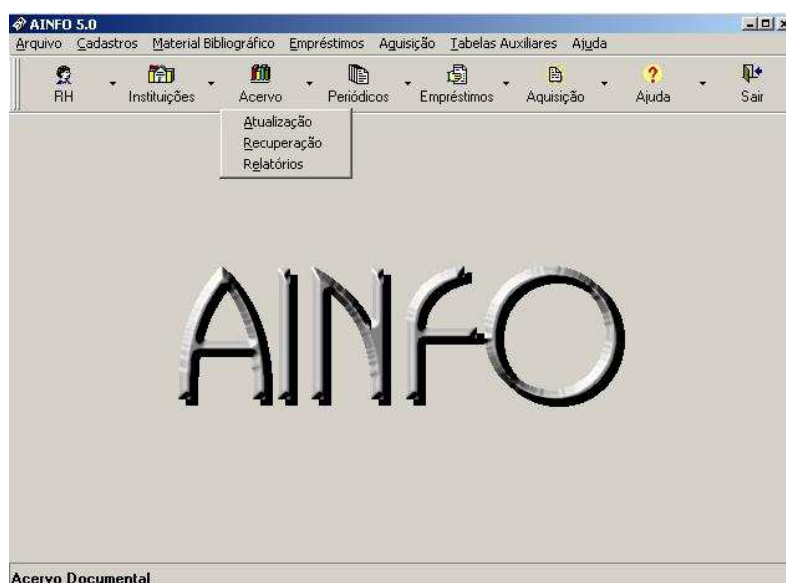 AINFO 5.0
Arquivo Cadastros Material Bibliográfico Empréstimos Aquisição Tabelas Auxiliares Ajuda
RH Instituições Acervo Periódicos Empréstimos Aquisição Ajuda Sair
Atualização
Recuperação
Relatórios
AINFO
Acervo Documental